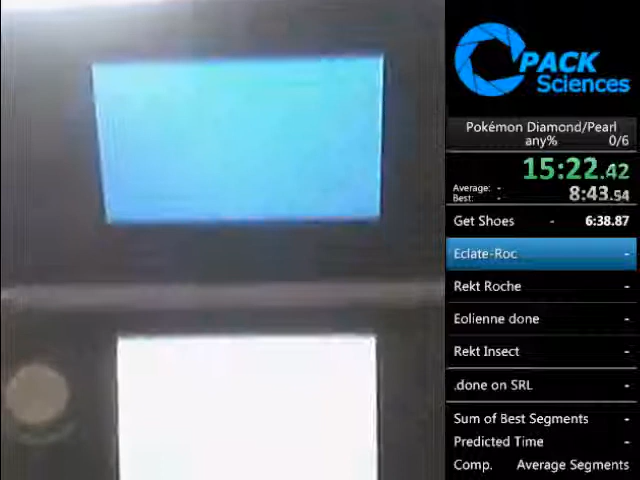 PACK
Sciences
Pokémon Diamond/Pearl
any% 0/6
15:22.42
Average: -
Best: - 8:43.54
Get Shoes - 6:38.87
Eclate-Roc -
Rekt Roche -
Eolienne done -
Rekt Insect -
.done on SRL -
Sum of Best Segments -
Predicted Time -
Comp. Average Segments